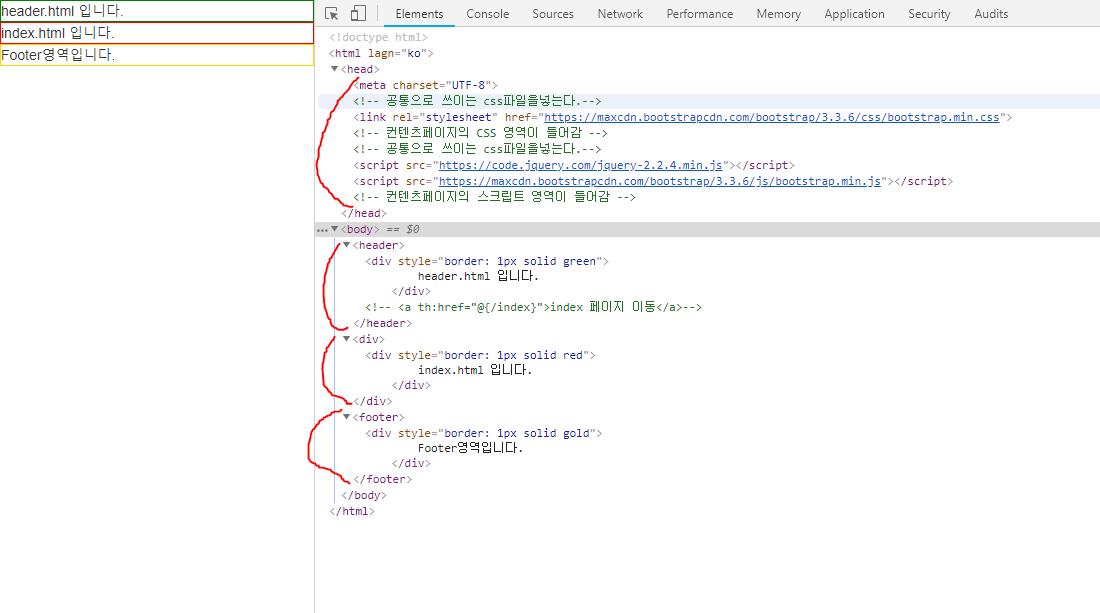 header.html 입니다.
index.html 입니다.
Footer영역입니다.
Elements Console Sources Network Performance Memory Application Security Audits
<!doctype html>
<html lagn="ko">
▼<head>
<meta charset="UTF-8">
<!-- 공통으로 쓰이는 css파일을넣는다.-->
<link rel="stylesheet" href="https://maxcdn.bootstrapcdn.com/bootstrap/3.3.6/css/bootstrap.min.css">
<!-- 컨텐츠페이지의 CSS 영역이 들어감 -->
<!-- 공통으로 쓰이는 css파일을넣는다.-->
<script src="https://code.jquery.com/jquery-2.2.4.min.js"></script>
<script src="https://maxcdn.bootstrapcdn.com/bootstrap/3.3.6/js/bootstrap.min.js"></script>
<!-- 컨텐츠페이지의 스크립트 영역이 들어감 -->
</head>
...▼<body> == $0
▼<header>
<div style="border: 1px solid green">
header.html 입니다.
</div>
<!-- <a th:href="@{/index}">index 페이지 이동</a>-->
</header>
▼<div>
<div style="border: 1px solid red">
index.html 입니다.
</div>
</div>
▼<footer>
<div style="border: 1px solid gold">
Footer영역입니다.
</div>
</footer>
</body>
</html>